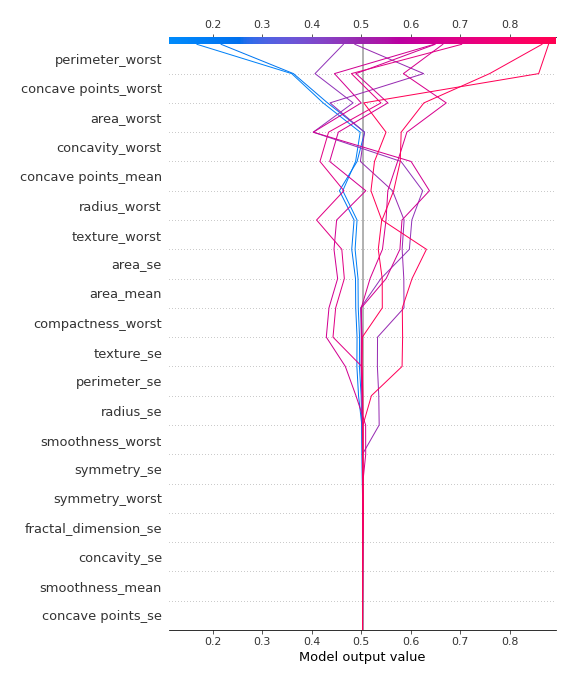 0.2 0.3 0.4 0.5 0.6 0.7 0.8
perimeter_worst
concave points_worst
area_worst
concavity_worst
concave points_mean
radius_worst
texture_worst
area_se
area_mean
compactness_worst
texture_se
perimeter_se
radius_se
smoothness_worst
symmetry_se
symmetry_worst
fractal_dimension_se
concavity_se
smoothness_mean
concave points_se
0.2 0.3 0.4 0.5 0.6 0.7 0.8
Model output value